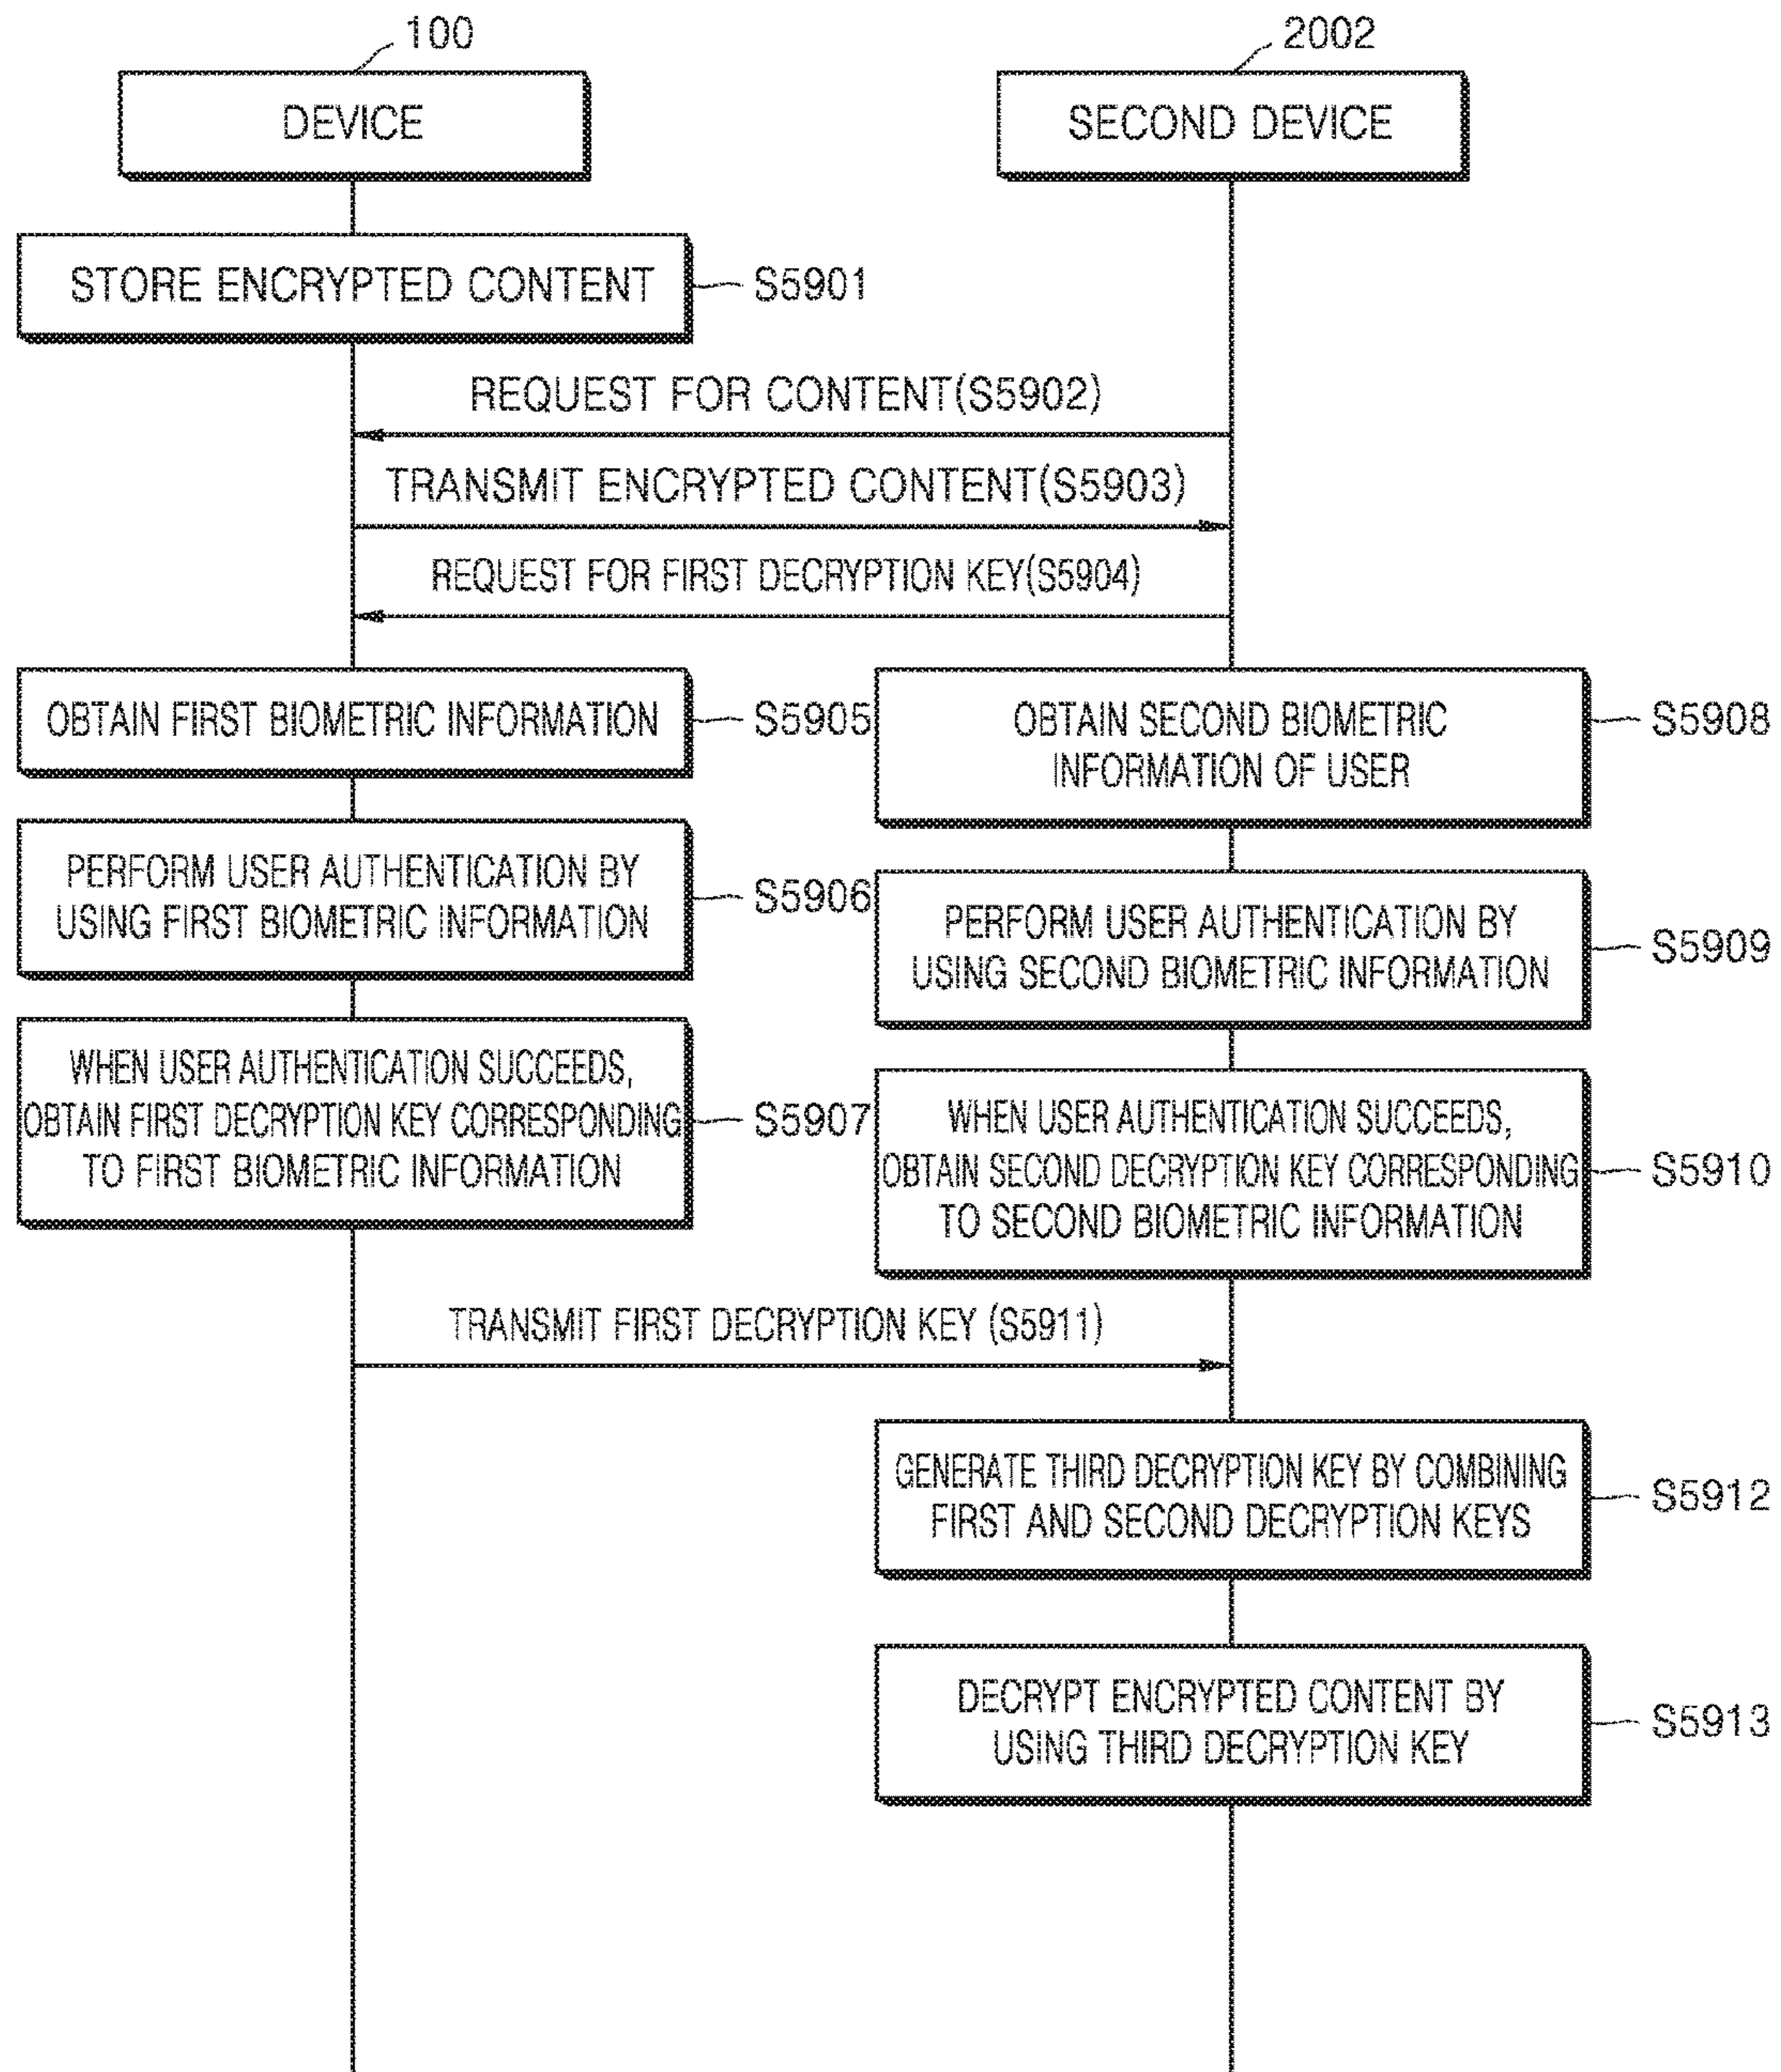 100
2002
DEVICE
SECOND DEVICE
STORE ENCRYPTED CONTENT
S5901
REQUEST FOR CONTENT(S5902)
TRANSMIT ENCRYPTED CONTENT(S5903)
REQUEST FOR FIRST DECRYPTION KEY(S5904)
OBTAIN FIRST BIOMETRIC INFORMATION
S5905
OBTAIN SECOND BIOMETRIC
INFORMATION OF USER
S5908
PERFORM USER AUTHENTICATION BY
USING FIRST BIOMETRIC INFORMATION
S5906
PERFORM USER AUTHENTICATION BY
USING SECOND BIOMETRIC INFORMATION
S5909
WHEN USER AUTHENTICATION SUCCEEDS,
OBTAIN FIRST DECRYPTION KEY CORRESPONDING
TO FIRST BIOMETRIC INFORMATION
S5907
WHEN USER AUTHENTICATION SUCCEEDS,
OBTAIN SECOND DECRYPTION KEY CORRESPONDING
TO SECOND BIOMETRIC INFORMATION
S5910
TRANSMIT FIRST DECRYPTION KEY (S5911)
GENERATE THIRD DECRYPTION KEY BY COMBINING
FIRST AND SECOND DECRYPTION KEYS
S5912
DECRYPT ENCRYPTED CONTENT BY
USING THIRD DECRYPTION KEY
S5913